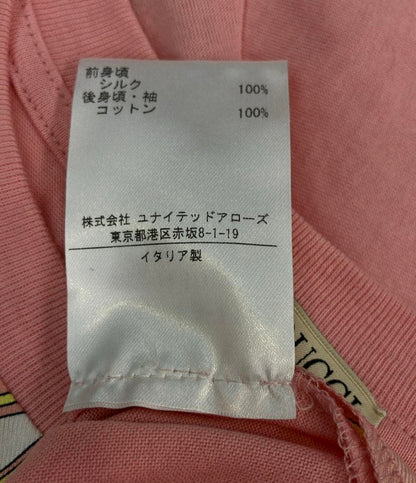 前身頃
シルク 100%
後身頃・袖
コットン 100%
株式会社 ユナイテッドアローズ
東京都港区赤坂8-1-19
イタリア製